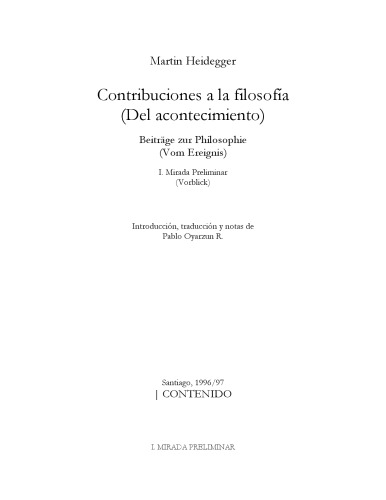 Martin Heidegger
Contribuciones a la filosofía
(Del acontecimiento)
Beiträge zur Philosophie
(Vom Ereignis)
I. Mirada Preliminar
(Vorblick)
Introducción, traducción y notas de
Pablo Oyarzun R.
Santiago, 1996/97
| CONTENIDO
I. MIRADA PRELIMINAR